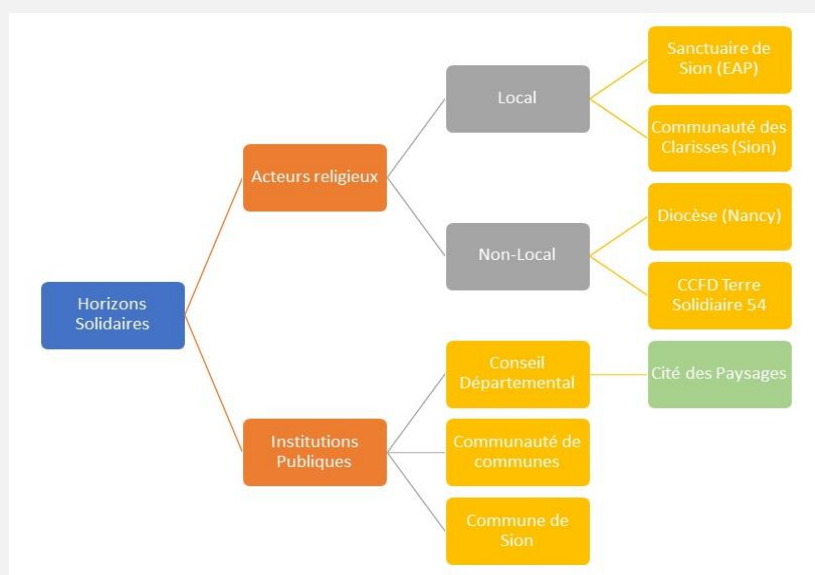 Horizons
Solidaires
Acteurs religieux
Local
Sanctuaire de
Sion (EAP)
Communauté des
Clarisses (Sion)
Non-Local
Diocèse (Nancy)
CCFD Terre
Solidiaire 54
Institutions
Publiques
Conseil
Départemental
Cité des Paysages
Communauté de
communes
Commune de
Sion